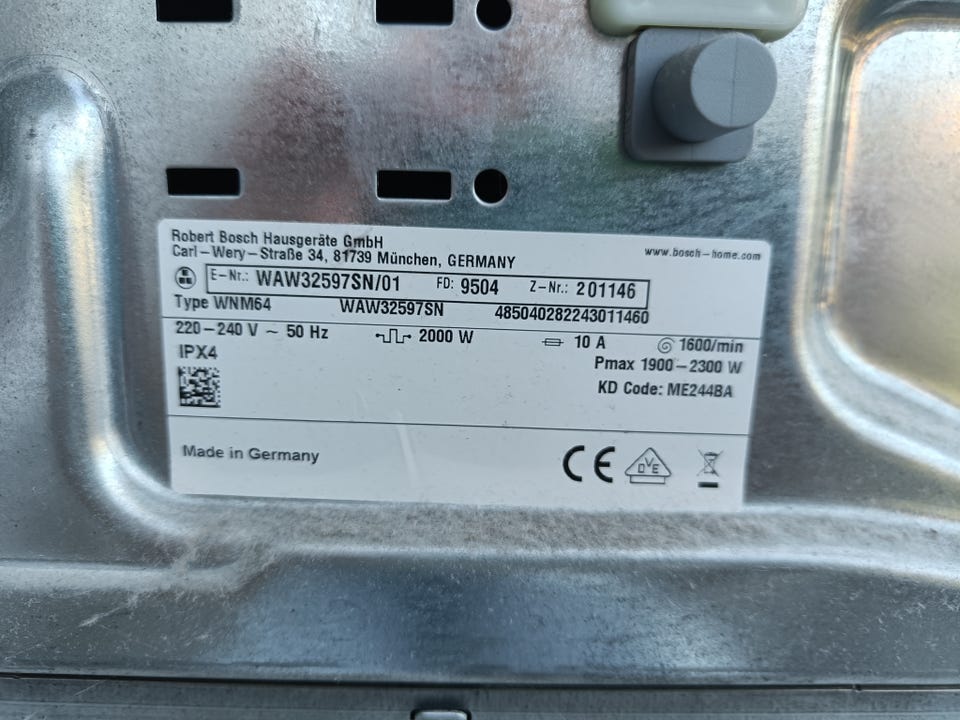 Robert Bosch Hausgeräte GmbH
Carl-Wery-Straße 34, 81739 München, GERMANY
www.bosch-home.com
E-Nr.: WAW32597SN/01 FD: 9504 Z-Nr.: 201146
Type WNM64 WAW32597SN 485040282243011460
220-240 V ~ 50 Hz 2000 W 10 A 1600/min
IPX4 Pmax 1900-2300 W
KD Code: ME244BA
Made in Germany CE DVE